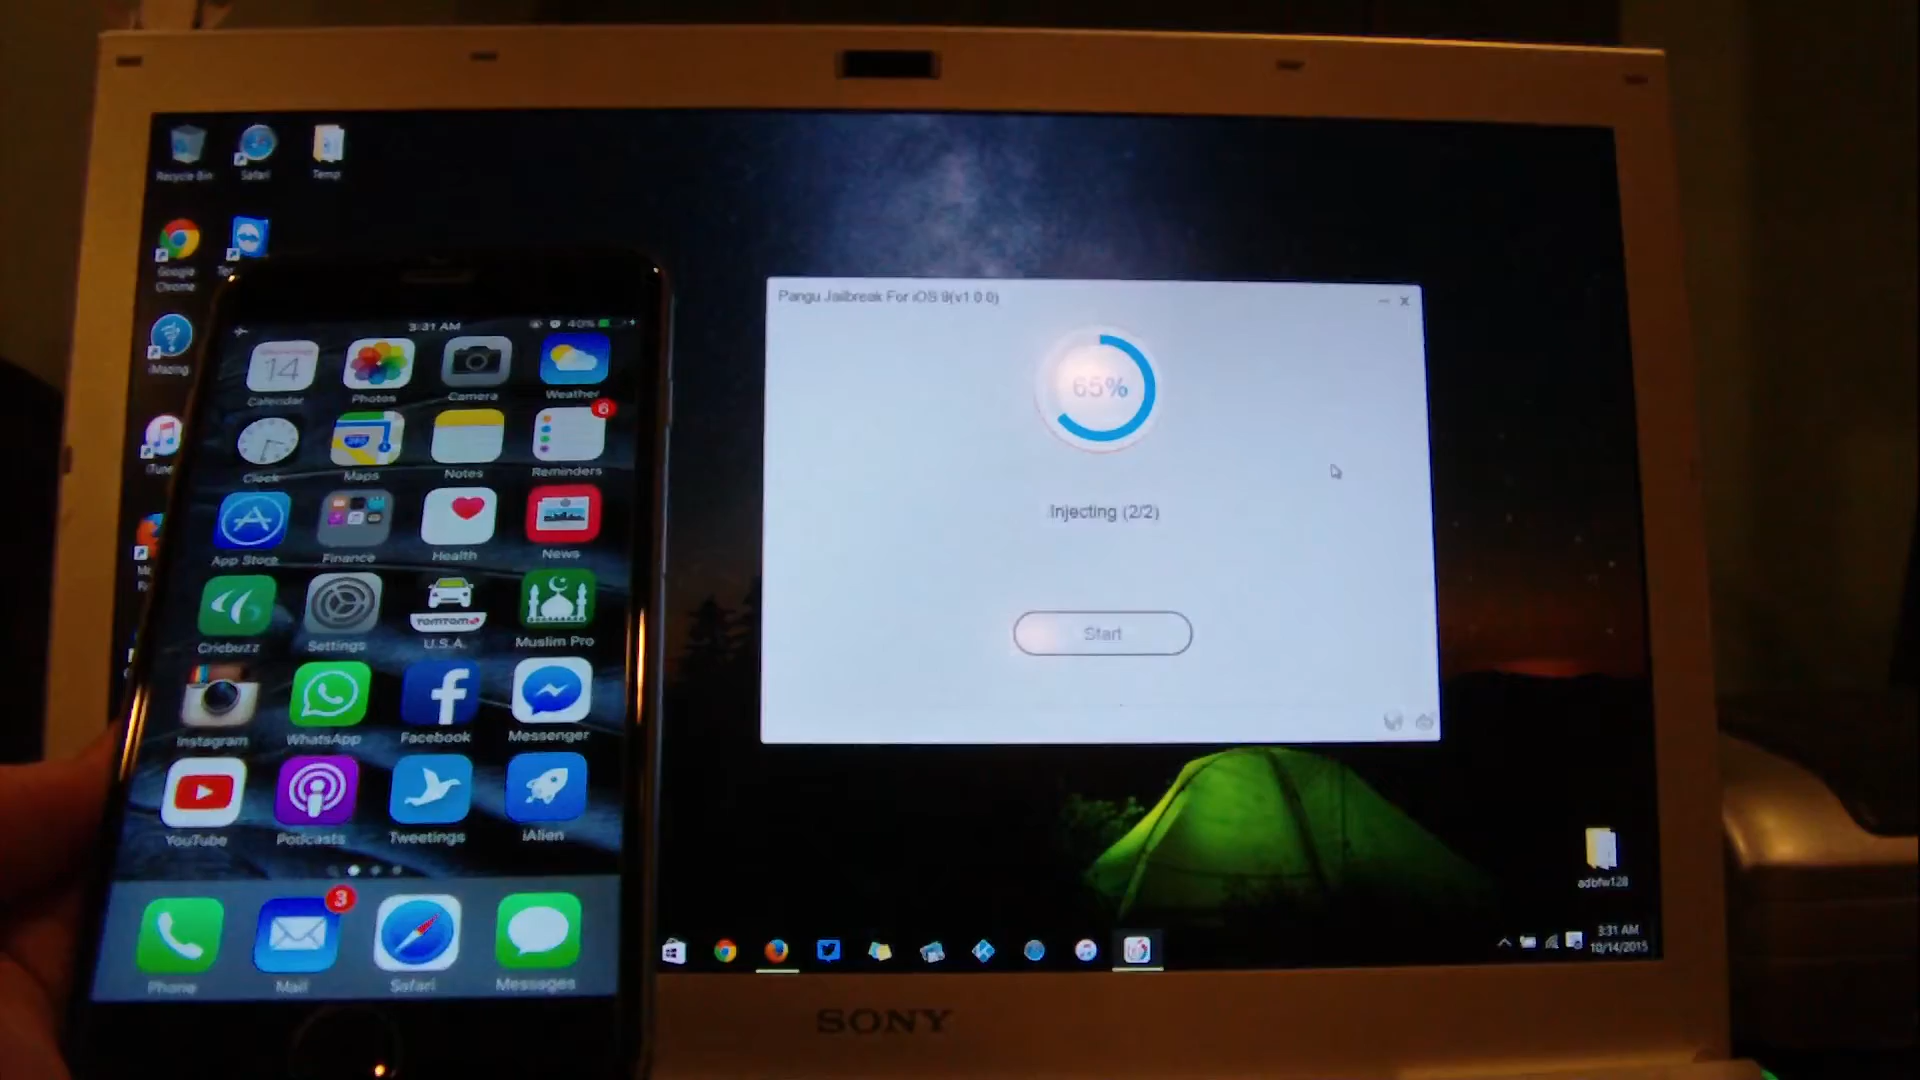 Recycle Bin
Safari
Temp
Google
Chrome
iMazing
Pangu Jailbreak For iOS 9(v1.0.0)
65%
Injecting (2/2)
Start
adbfw128
3:31 AM
10/14/2015
SONY
3:31 AM
40%
14
Calendar
Photos
Camera
Weather
6
Clock
Maps
Notes
Reminders
App Store
Finance
Health
News
Cricbuzz
Settings
TOMTOM
U.S.A.
Muslim Pro
Instagram
WhatsApp
Facebook
Messenger
YouTube
Podcasts
Tweetings
iAlien
3
Phone
Mail
Safari
Messages